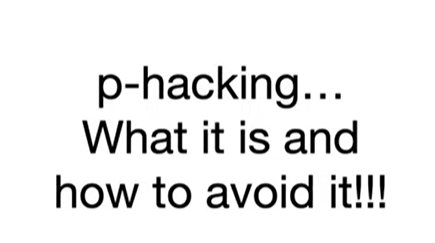 p-hacking...
What it is and
how to avoid it!!!